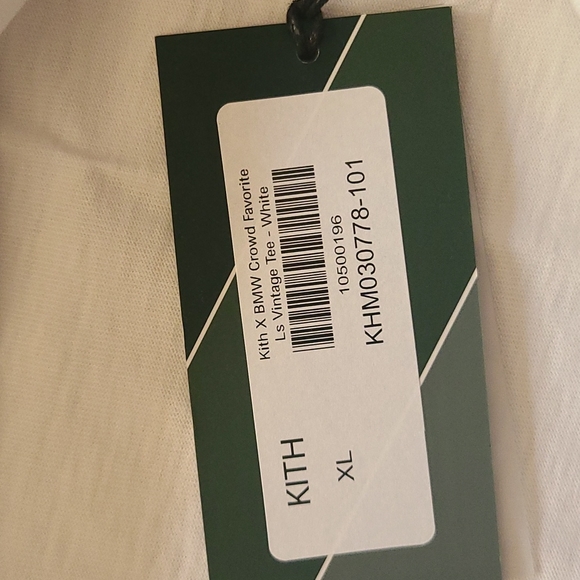 Kith X BMW Crowd Favorite
Ls Vintage Tee - White
10500196
KHM030778-101
KITH
XL